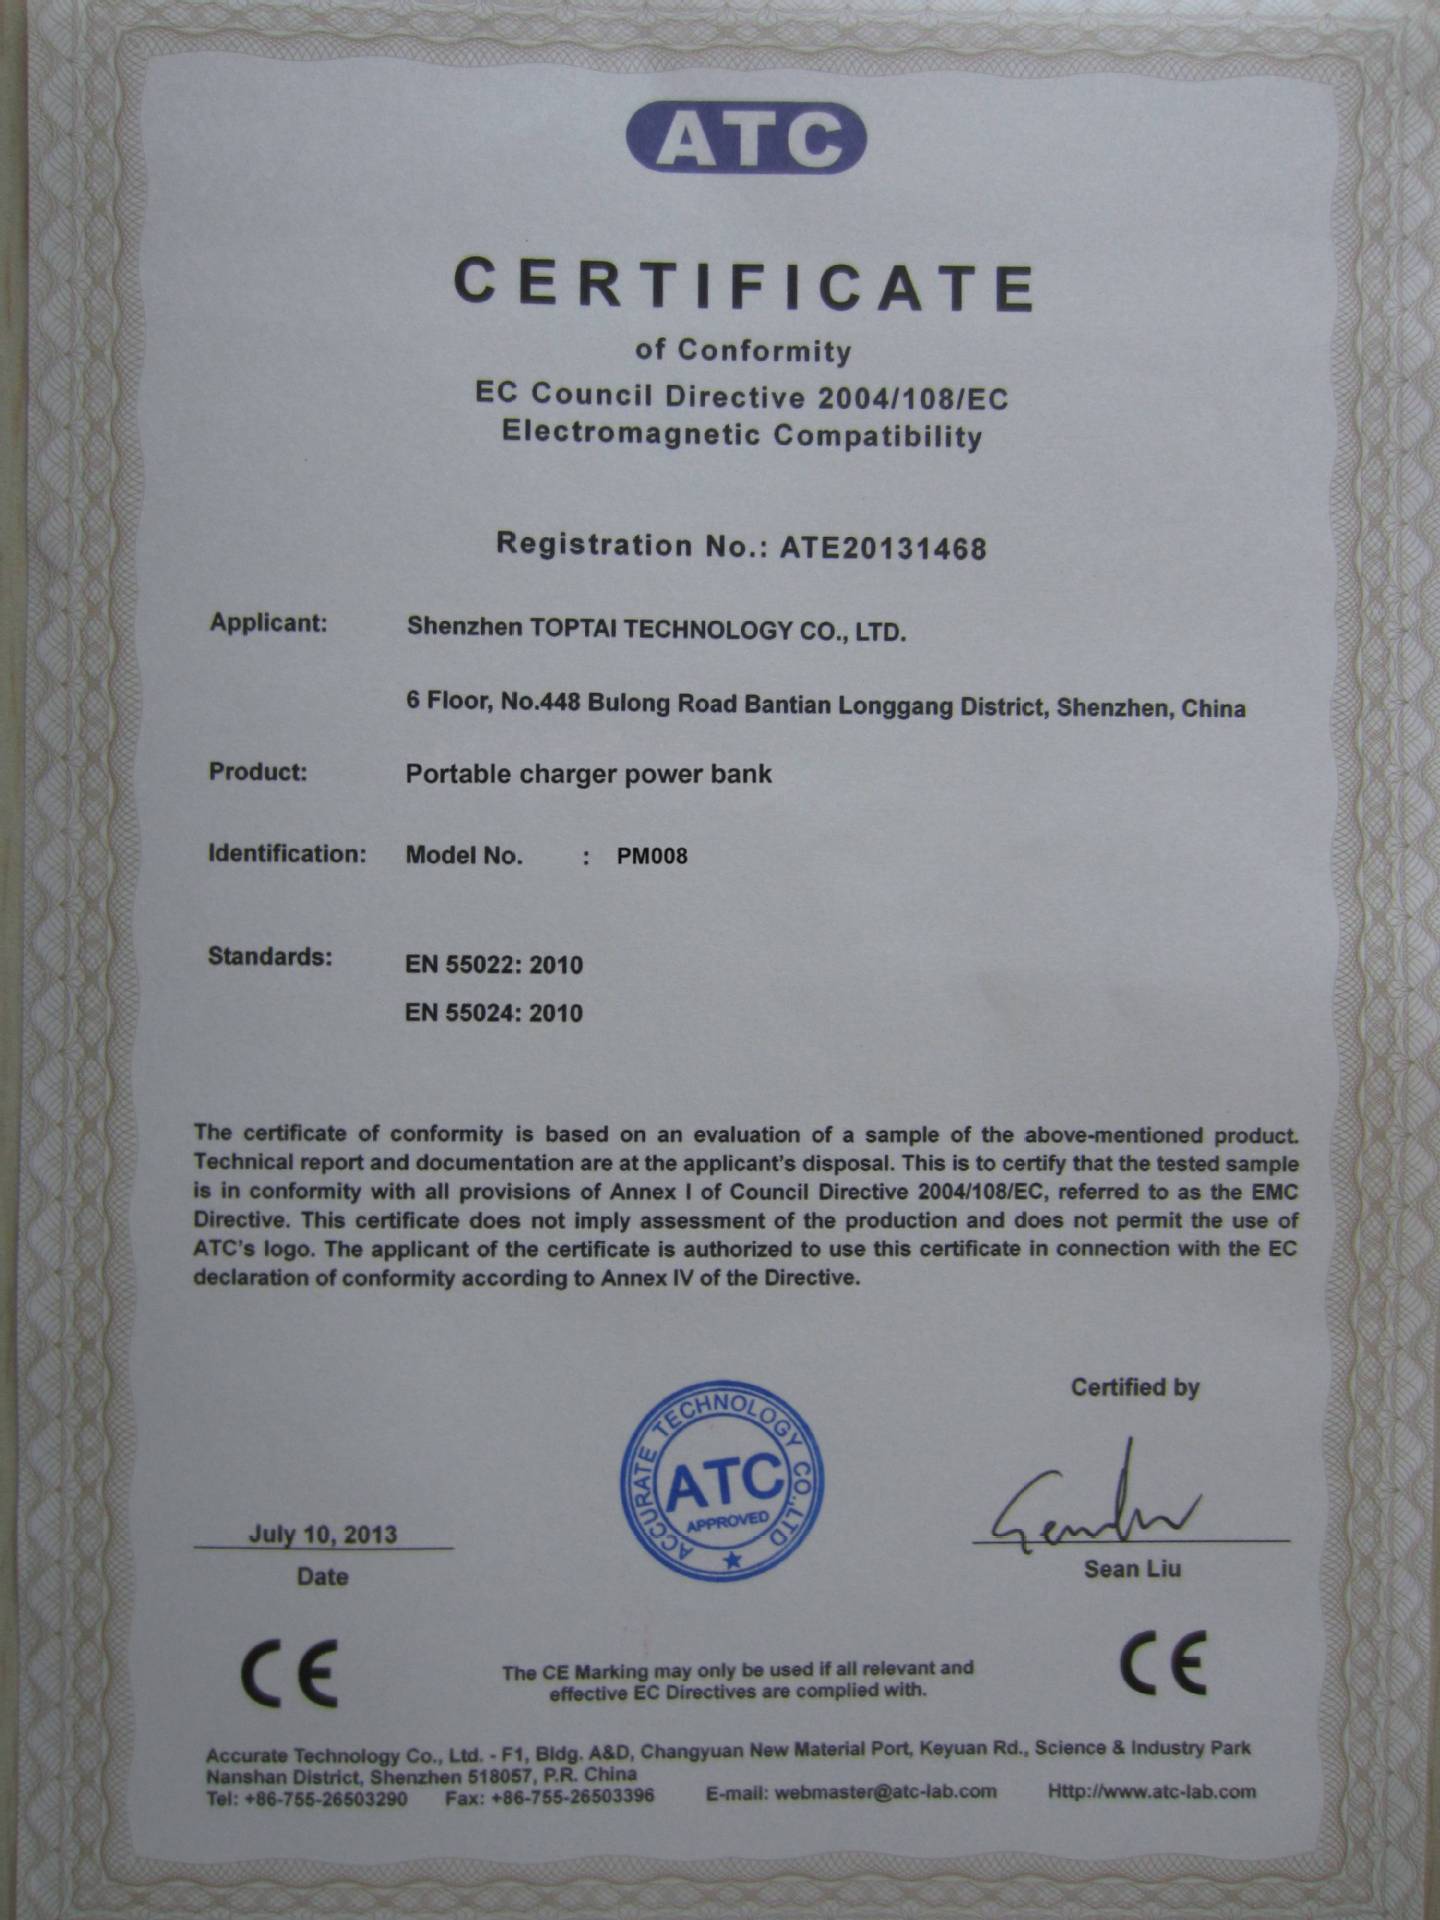 ATC
CERTIFICATE
of Conformity
EC Council Directive 2004/108/EC
Electromagnetic Compatibility
Registration No.: ATE20131468
Applicant: Shenzhen TOPTAI TECHNOLOGY CO., LTD.
6 Floor, No.448 Bulong Road Bantian Longgang District, Shenzhen, China
Product: Portable charger power bank
Identification: Model No. : PM008
Standards: EN 55022: 2010
EN 55024: 2010
The certificate of conformity is based on an evaluation of a sample of the above-mentioned product.
Technical report and documentation are at the applicant's disposal. This is to certify that the tested sample
is in conformity with all provisions of Annex I of Council Directive 2004/108/EC, referred to as the EMC
Directive. This certificate does not imply assessment of the production and does not permit the use of
ATC's logo. The applicant of the certificate is authorized to use this certificate in connection with the EC
declaration of conformity according to Annex IV of the Directive.
Certified by
ACCURATE TECHNOLOGY CO.,LTD
ATC
APPROVED
July 10, 2013
Date
Sean Liu
CE
CE
The CE Marking may only be used if all relevant and
effective EC Directives are complied with.
Accurate Technology Co., Ltd. - F1, Bldg. A&D, Changyuan New Material Port, Keyuan Rd., Science & Industry Park
Nanshan District, Shenzhen 518057, P.R. China
Tel: +86-755-26503290 Fax: +86-755-26503396 E-mail: webmaster@atc-lab.com Http://www.atc-lab.com